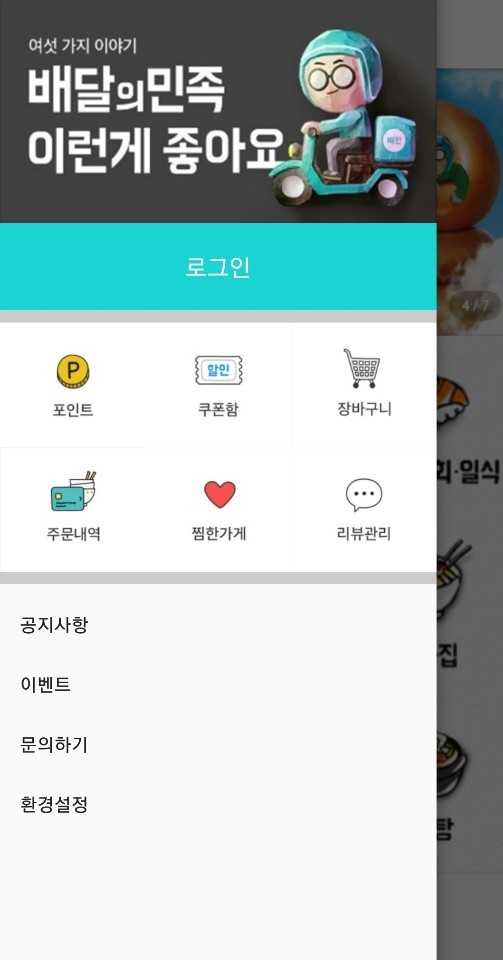 여섯 가지 이야기
배달의민족
이런게 좋아요
배민
로그인
4 / 7
P
할인
포인트
쿠폰함
장바구니
회·일식
주문내역
찜한가게
리뷰관리
공지사항
이벤트
집
문의하기
환경설정
탕